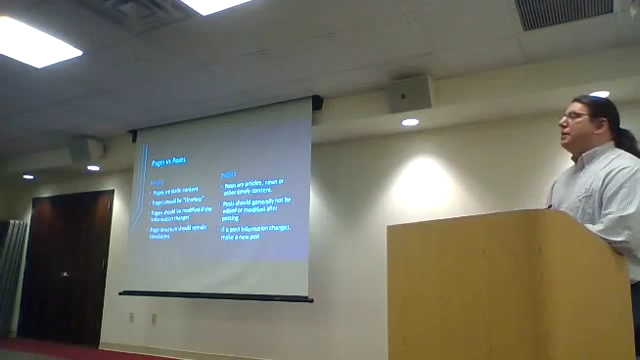 Pages vs Posts
PAGES
Pages are static content
Pages should be "timeless"
Pages should be modified if the
information changes
Page structure should remain
POSTS
Posts are articles, news or
other timely content.
Posts should generally not be
edited or modified after
posting
If a post information changes,
make a new post